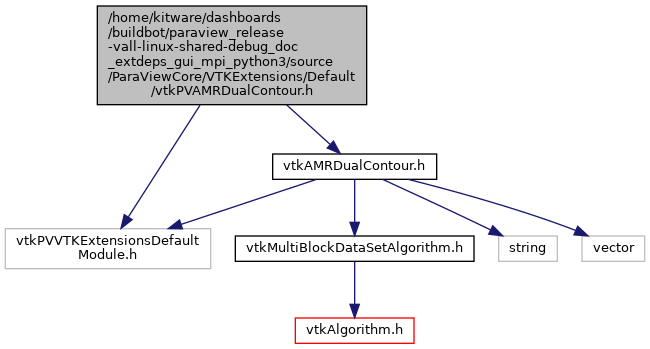 /home/kitware/dashboards
/buildbot/paraview_release
-vall-linux-shared-debug_doc
_extdeps_gui_mpi_python3/source
/ParaViewCore/VTKExtensions/Default
/vtkPVAMRDualContour.h
vtkAMRDualContour.h
vtkPVVTKExtensionsDefault
Module.h
vtkMultiBlockDataSetAlgorithm.h
string
vector
vtkAlgorithm.h